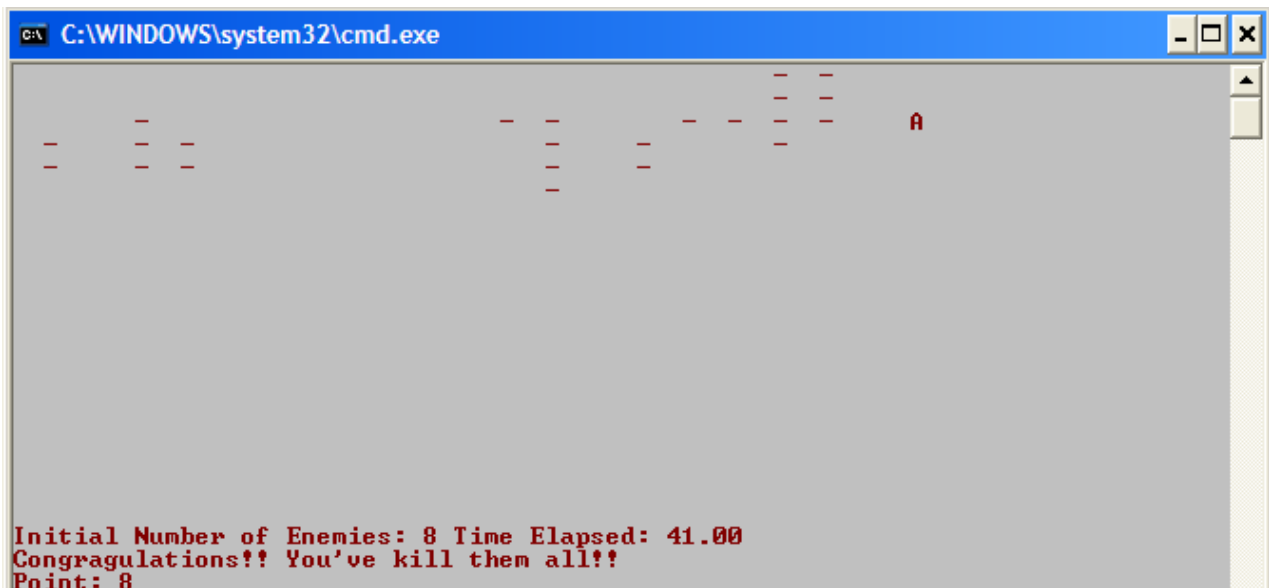 C:\WINDOWS\system32\cmd.exe
- -
- -
- - - - - - - A
- - - - - -
- - - - -
-
Initial Number of Enemies: 8 Time Elapsed: 41.00
Congragulations!! You've kill them all!!
Point: 8